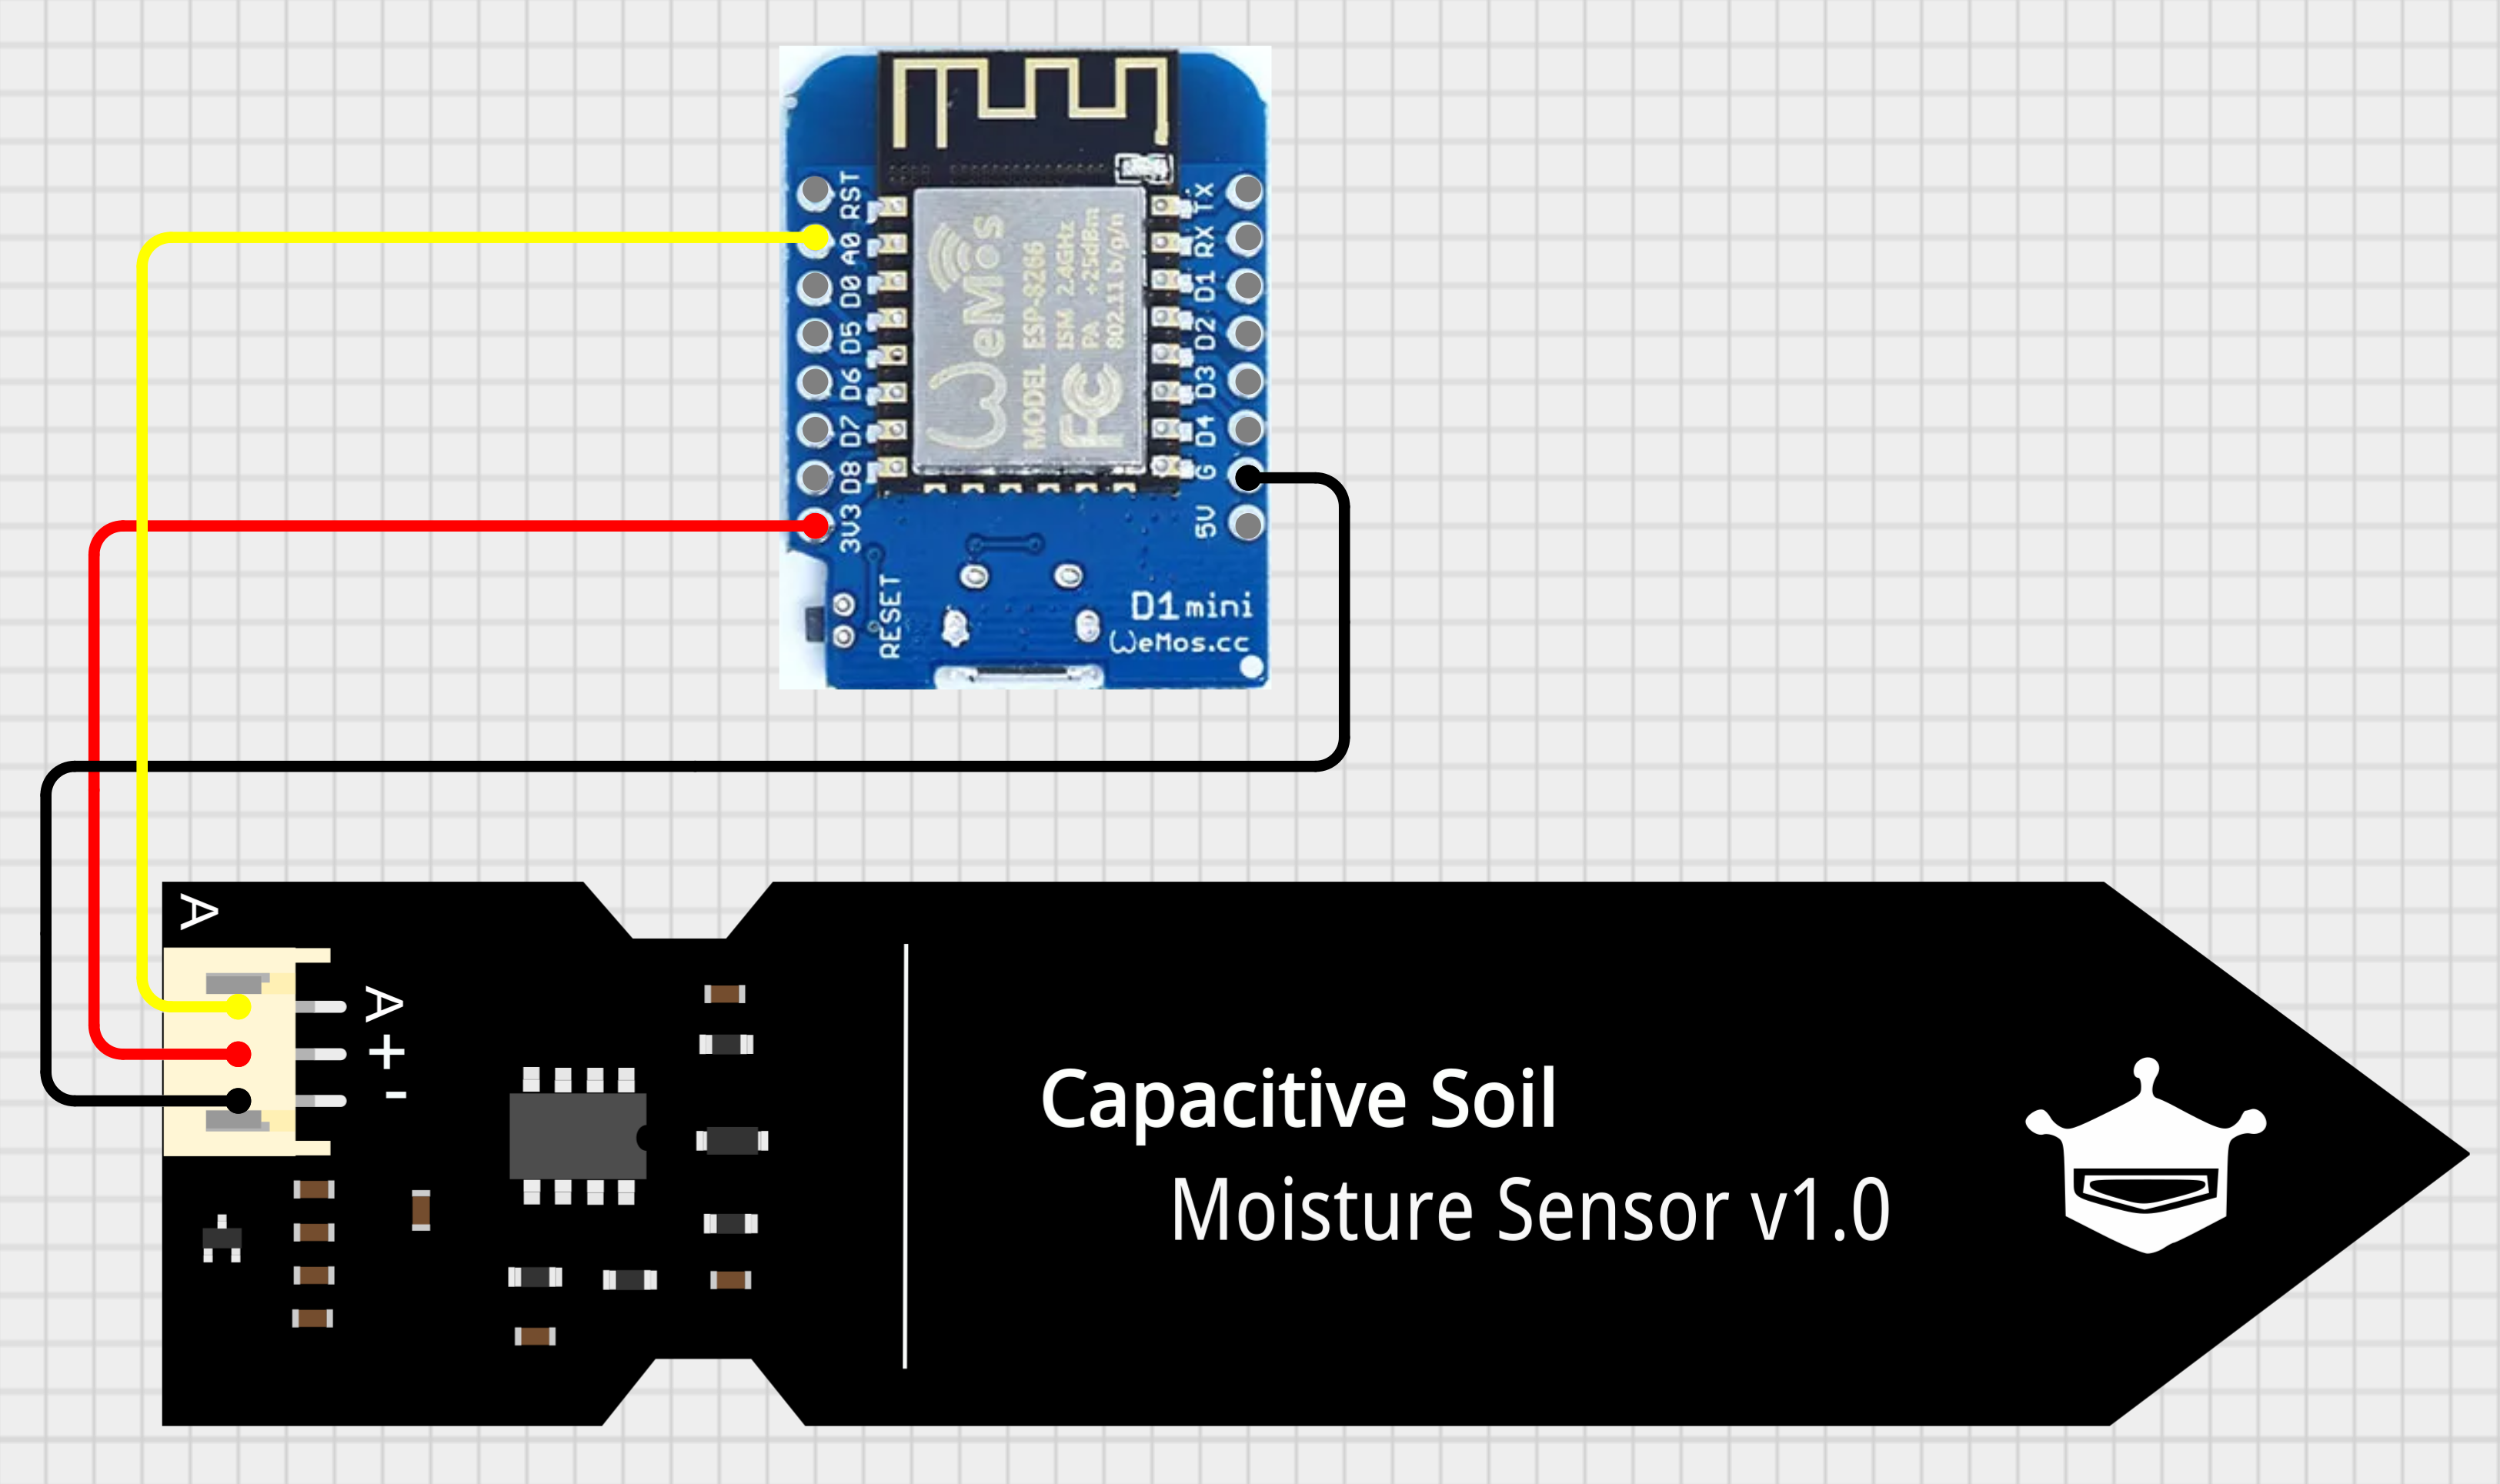 RST
A0
D0
D5
D6
D7
D8
3V3
TX
RX
D1
D2
D3
D4
G
5V
WeMos
MODEL ESP-8266
ISM 2.4GHz
PA +25dBm
802.11 b/g/n
FC
RESET
D1 mini
WeMos.cc
A
A
+
-
Capacitive Soil
Moisture Sensor v1.0